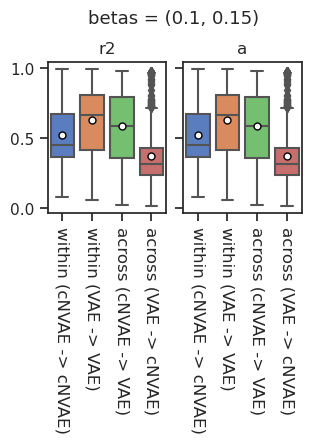 betas = (0.1, 0.15)
r2
a
1.0
0.5
0.0
within (cNVAE -> cNVAE)
within (VAE -> VAE)
across (cNVAE -> VAE)
across (VAE -> cNVAE)
within (cNVAE -> cNVAE)
within (VAE -> VAE)
across (cNVAE -> VAE)
across (VAE -> cNVAE)